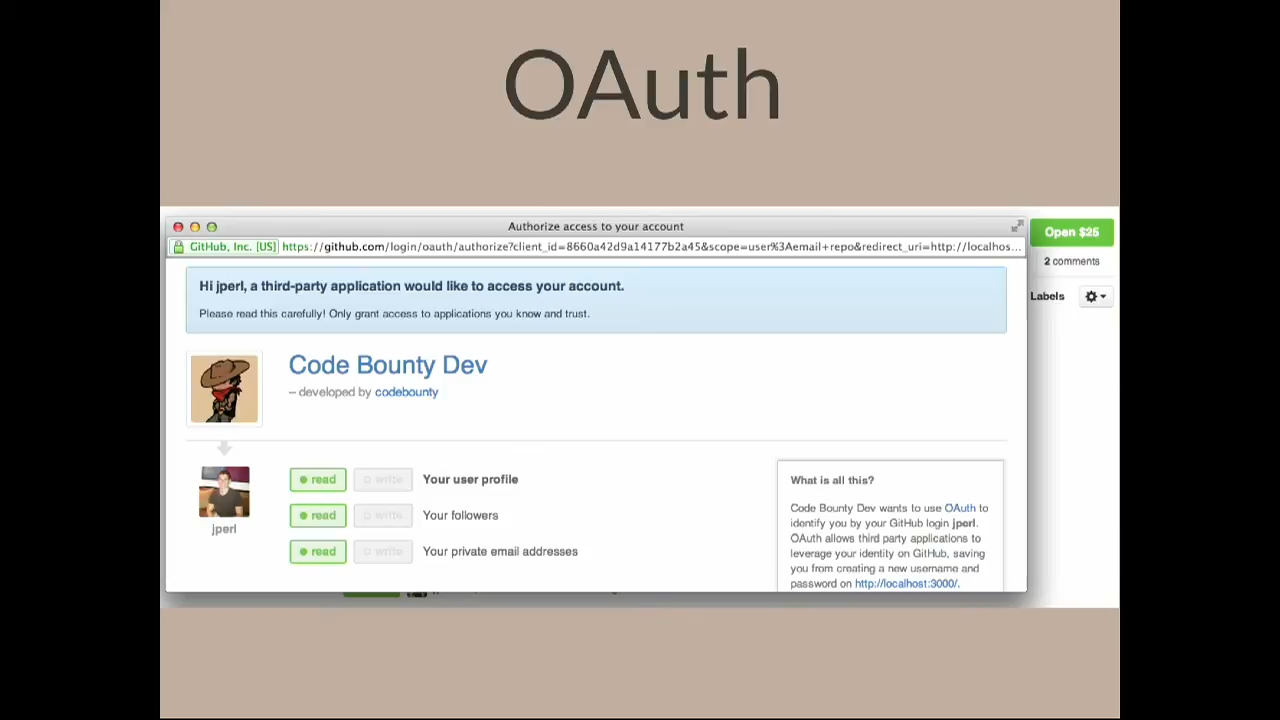 OAuth
Authorize access to your account
GitHub, Inc. [US] https://github.com/login/oauth/authorize?client_id=8660a42d9a14177b2a45&scope=user%3Aemail+repo&redirect_uri=http://localhos...
Open $25
2 comments
Labels
Hi jperl, a third-party application would like to access your account.
Please read this carefully! Only grant access to applications you know and trust.
Code Bounty Dev
– developed by codebounty
jperl
read write Your user profile
read write Your followers
read write Your private email addresses
What is all this?
Code Bounty Dev wants to use OAuth to
identify you by your GitHub login jperl.
OAuth allows third party applications to
leverage your identity on GitHub, saving
you from creating a new username and
password on http://localhost:3000/.